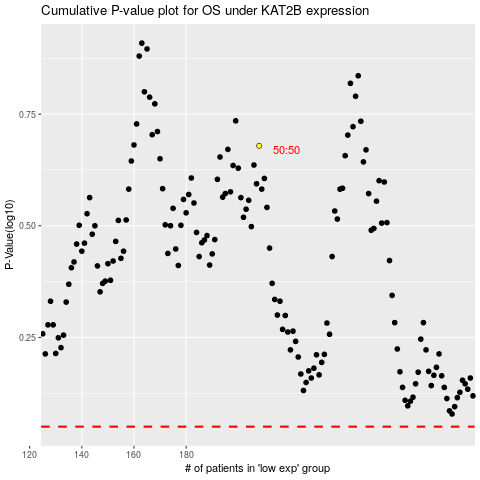 Cumulative P-value plot for OS under KAT2B expression
P-Value(log10)
0.75
0.50
0.25
50:50
120 140 160 180
# of patients in 'low exp' group